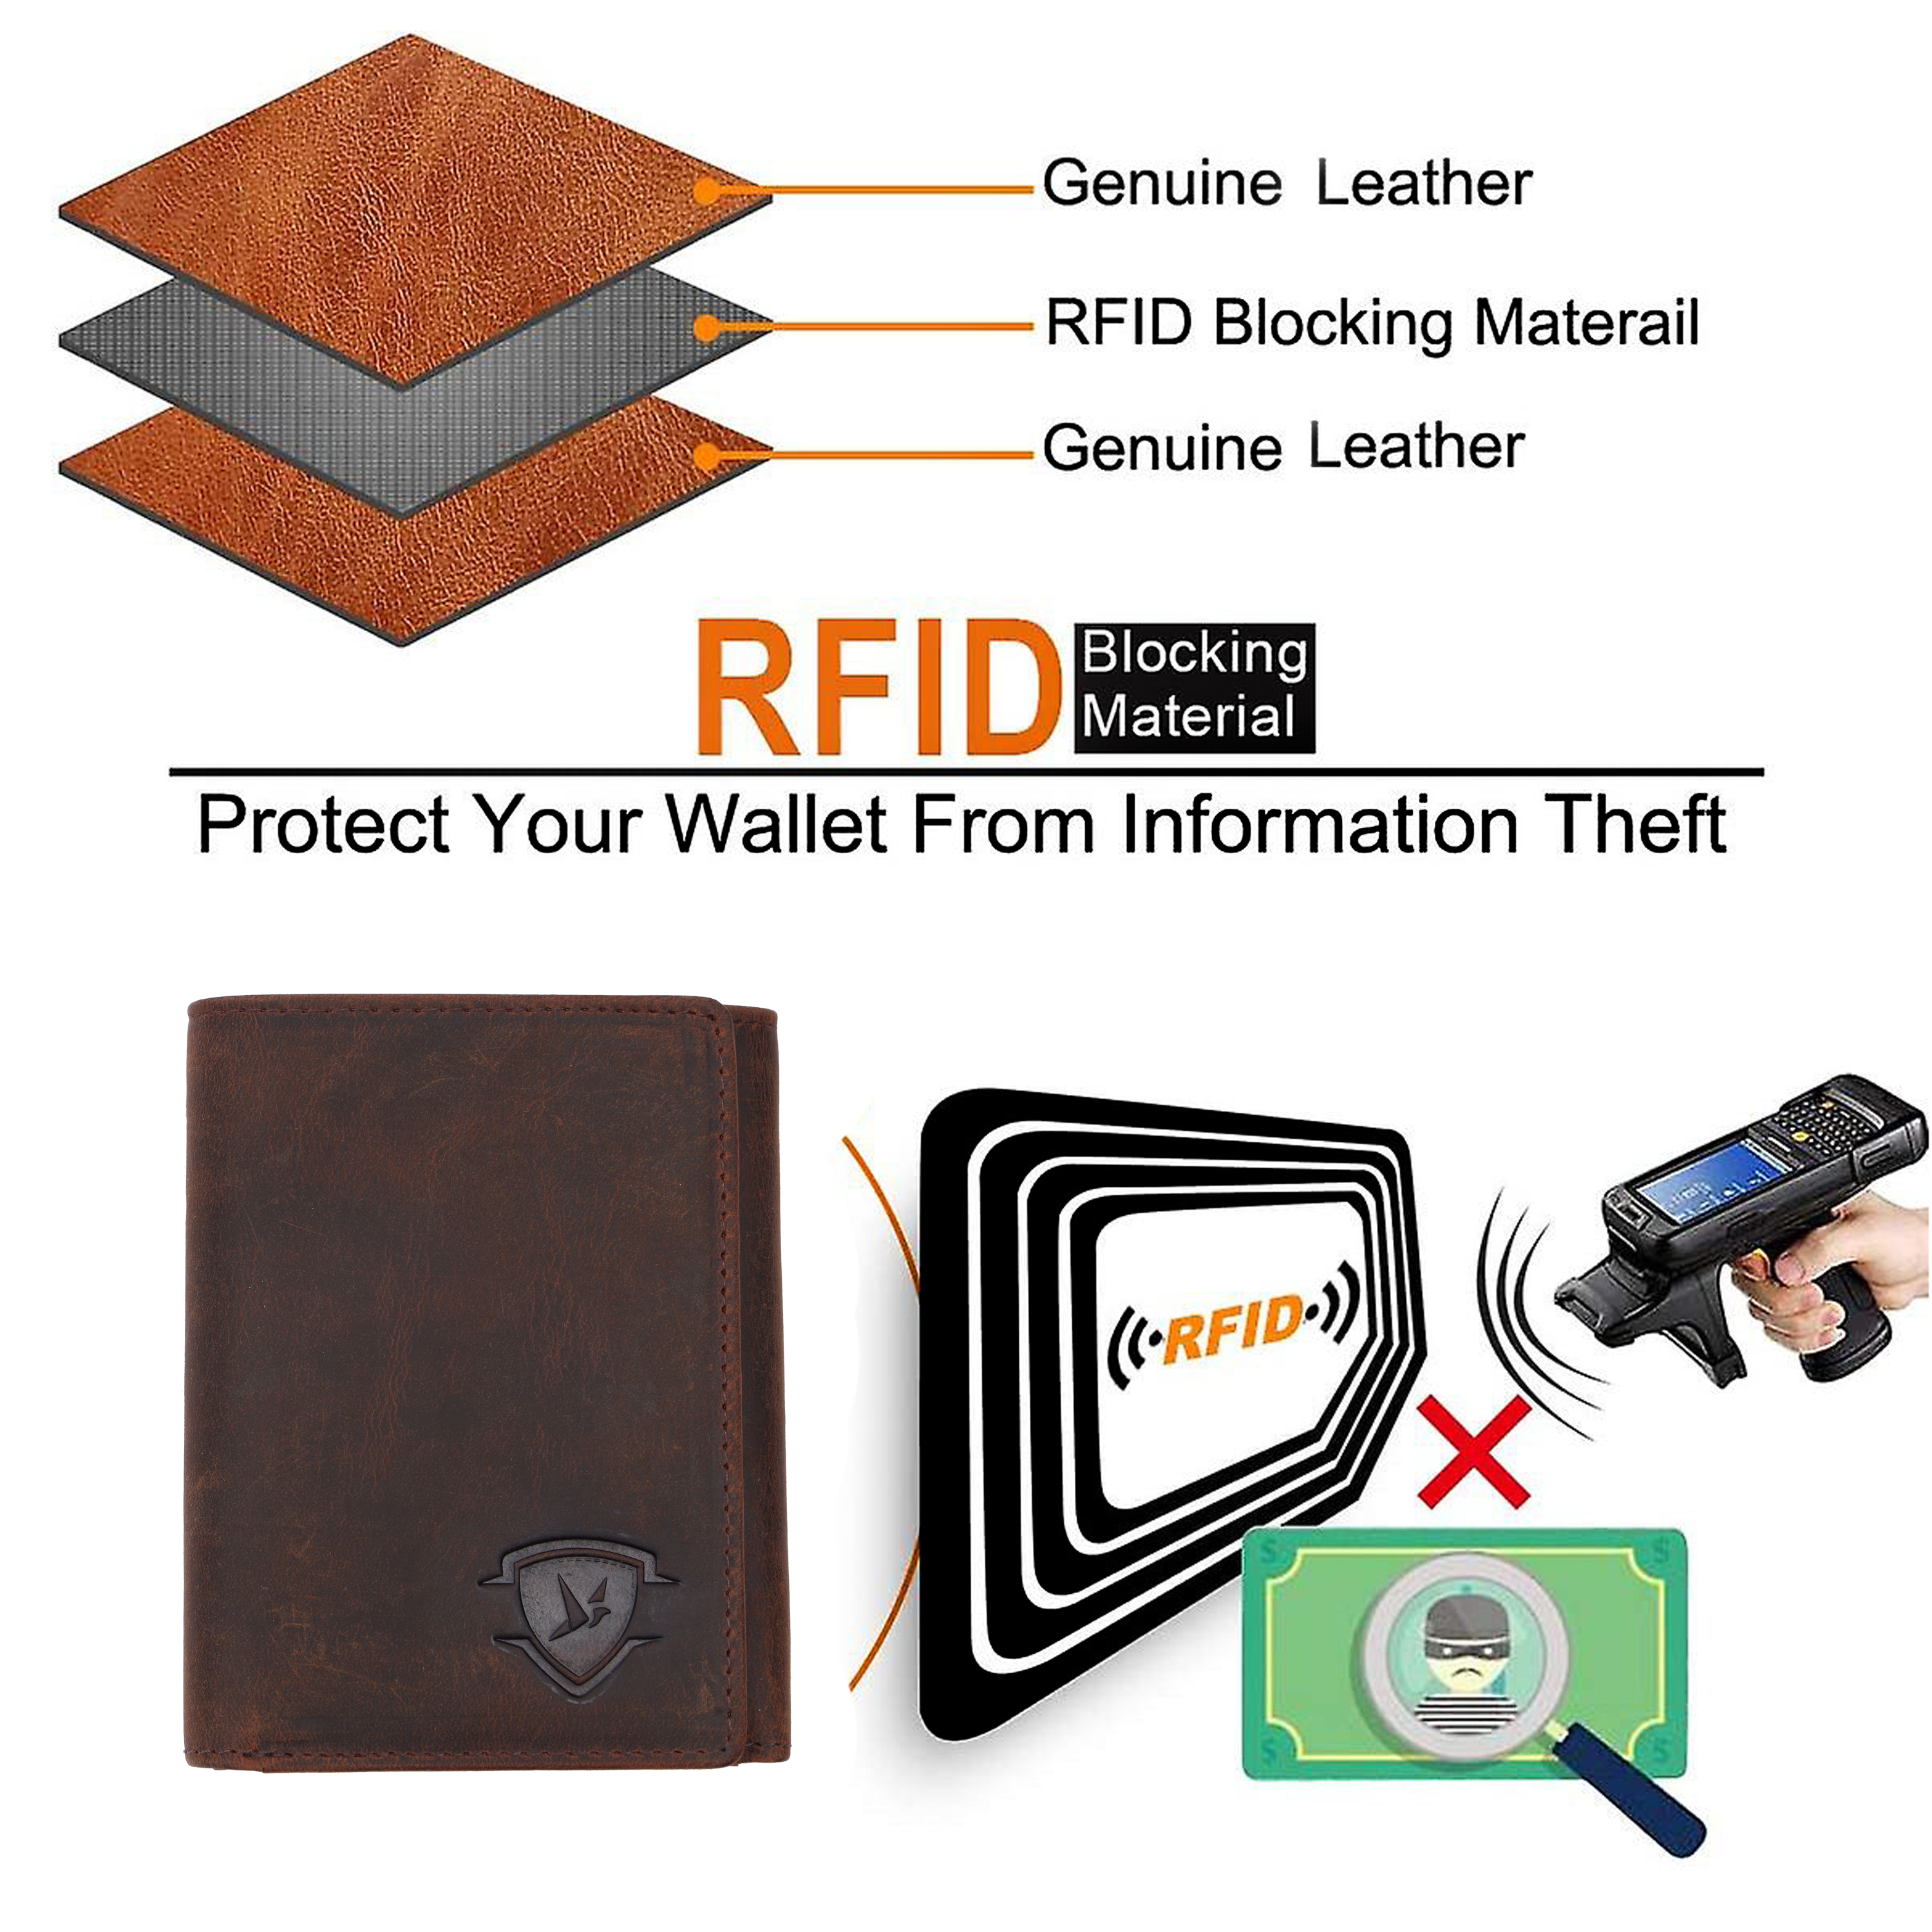 Genuine Leather
RFID Blocking Materail
Genuine Leather
RFID
Blocking
Material
Protect Your Wallet From Information Theft
RFID
$ $
$ $